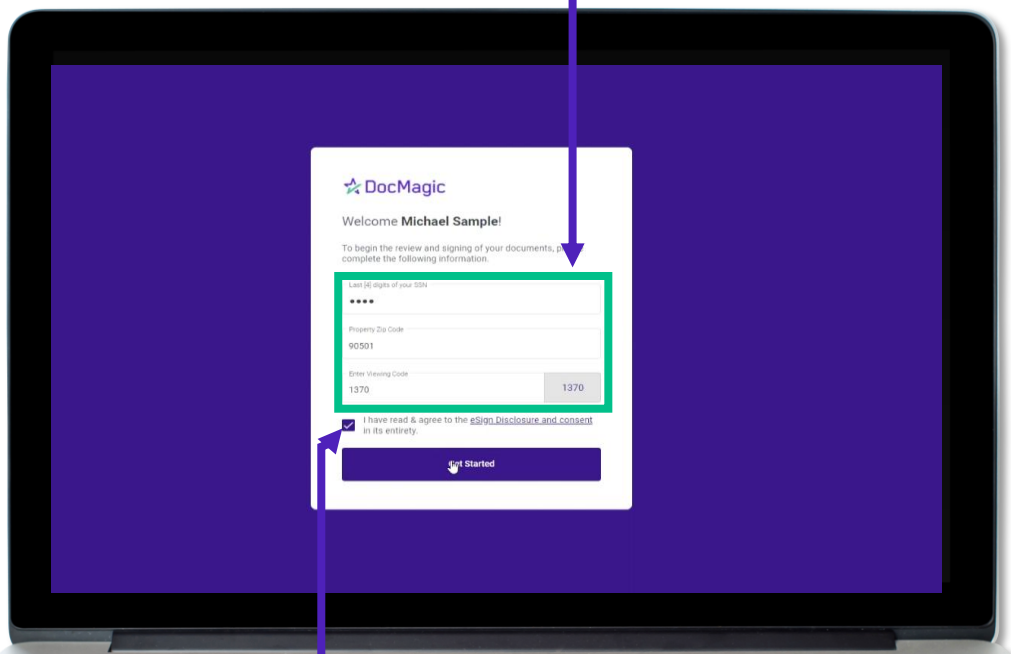 DocMagic
Welcome Michael Sample!
To begin the review and signing of your documents, p
complete the following information.
Last [4] digits of your SSN
••••
Property Zip Code
90501
Enter Viewing Code
1370
1370
I have read & agree to the eSign Disclosure and consent
in its entirety.
Get Started